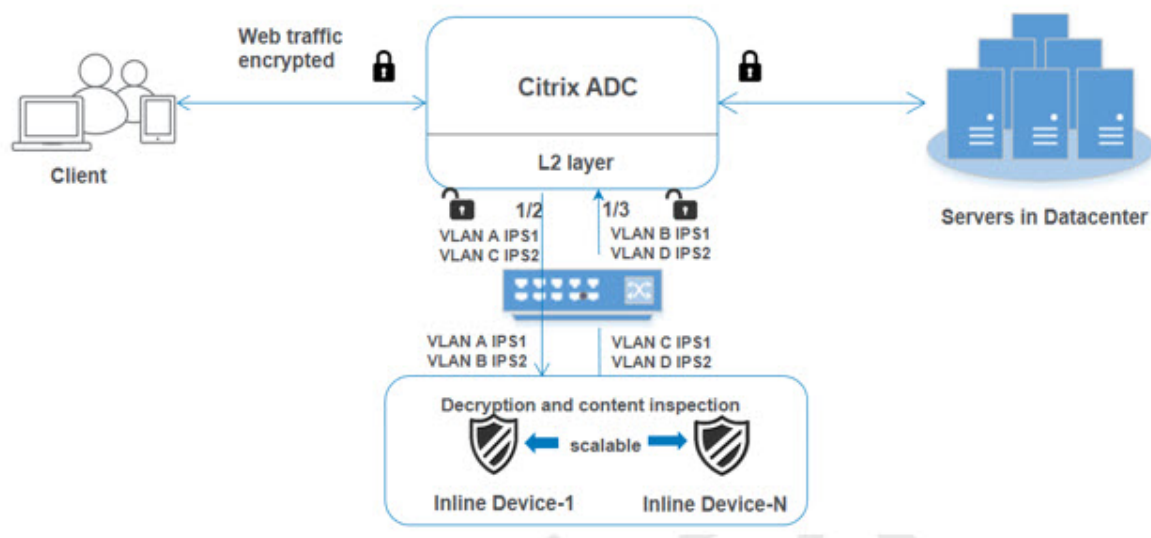 Web traffic
encrypted
Citrix ADC
L2 layer
Client
Servers in Datacenter
1/2
1/3
VLAN A IPS1
VLAN C IPS2
VLAN B IPS1
VLAN D IPS2
VLAN A IPS1
VLAN B IPS2
VLAN C IPS1
VLAN D IPS2
Decryption and content inspection
scalable
Inline Device-1
Inline Device-N